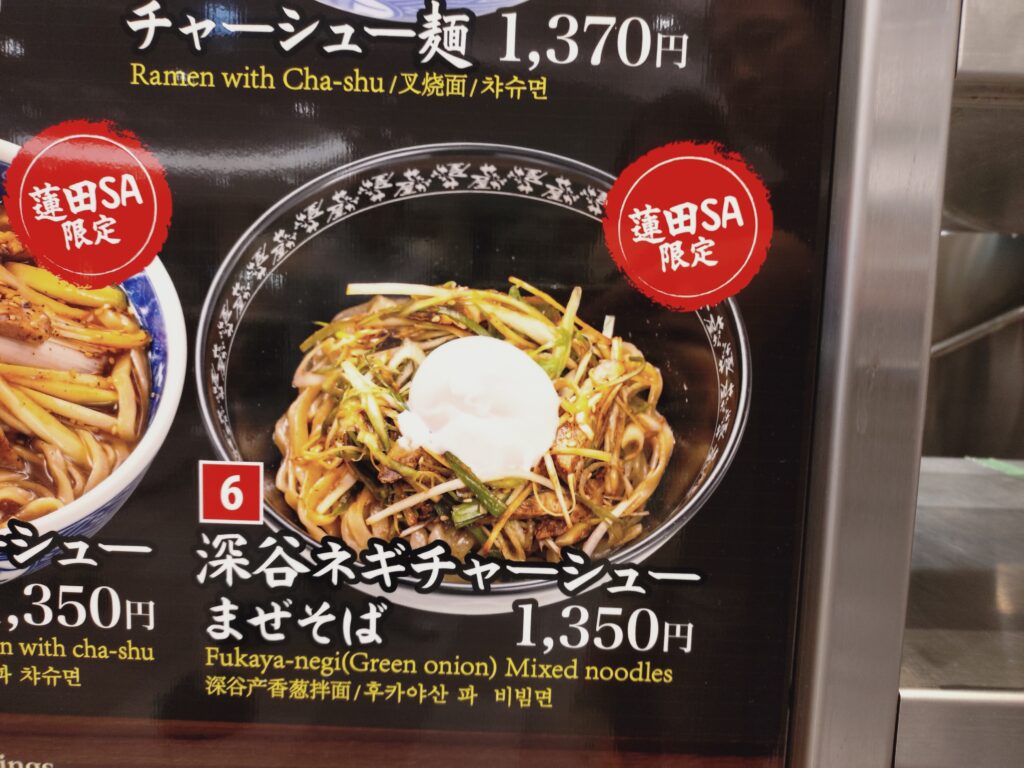 チャーシュー麺 1,370円
Ramen with Cha-shu/叉烧面/챠슈면
蓮田SA
限定
蓮田SA
限定
6
シュー
,350円
n with cha-shu
챠슈면
深谷ネギチャーシュー
まぜそば 1,350円
Fukaya-negi(Green onion) Mixed noodles
深谷产香葱拌面/후카야산 파 비빔면